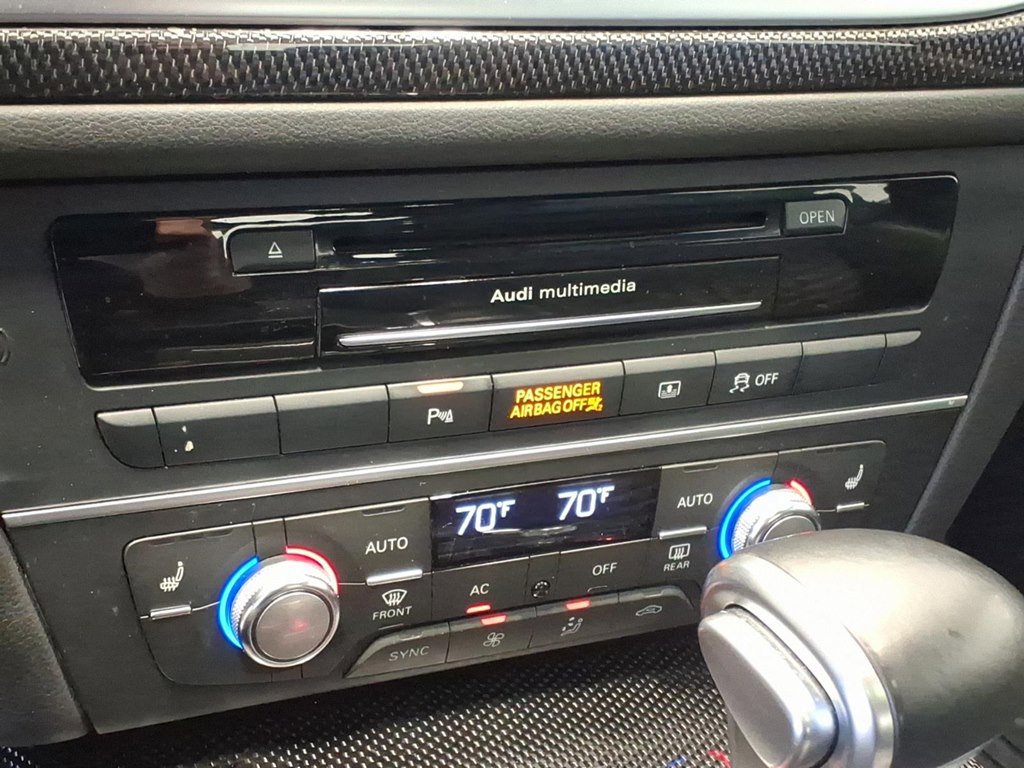 OPEN
Audi multimedia
P
PASSENGER
AIRBAG OFF
OFF
70°F 70°F
AUTO
AUTO
AC
OFF
FRONT
REAR
SYNC